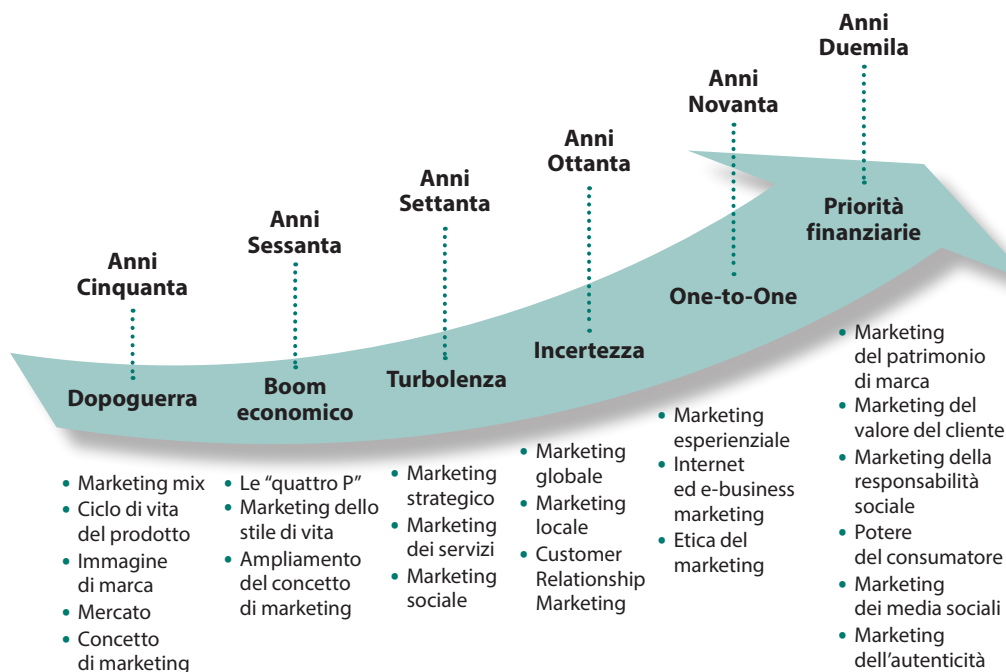 Anni
Cinquanta
Dopoguerra
• Marketing mix
• Ciclo di vita
del prodotto
• Immagine
di marca
• Mercato
• Concetto
di marketing
Anni
Sessanta
Boom
economico
• Le “quattro P”
• Marketing dello
stile di vita
• Ampliamento
del concetto
di marketing
Anni
Settanta
Turbolenza
• Marketing
strategico
• Marketing
dei servizi
• Marketing
sociale
Anni
Ottanta
Incertezza
• Marketing
globale
• Marketing
locale
• Customer
Relationship
Marketing
Anni
Novanta
One-to-One
• Marketing
esperienziale
• Internet
ed e-business
marketing
• Etica del
marketing
Anni
Duemila
Priorità
finanziarie
• Marketing
del patrimonio
di marca
• Marketing del
valore del cliente
• Marketing della
responsabilità
sociale
• Potere
del consumatore
• Marketing
dei media sociali
• Marketing
dell'autenticità